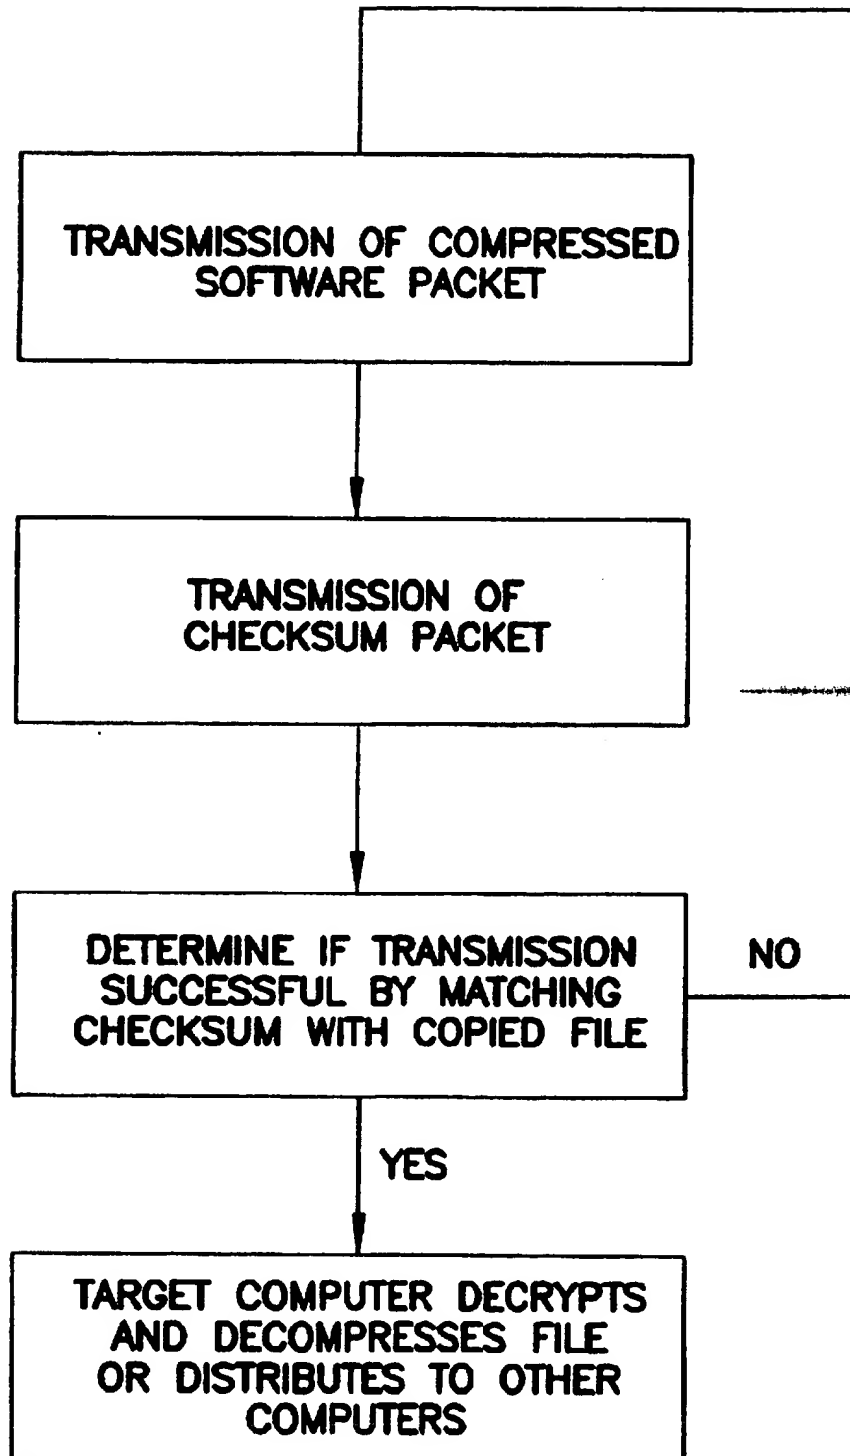 TRANSMISSION OF COMPRESSED
SOFTWARE PACKET
TRANSMISSION OF
CHECKSUM PACKET
DETERMINE IF TRANSMISSION
SUCCESSFUL BY MATCHING
CHECKSUM WITH COPIED FILE
NO
YES
TARGET COMPUTER DECRYPTS
AND DECOMPRESSES FILE
OR DISTRIBUTES TO OTHER
COMPUTERS